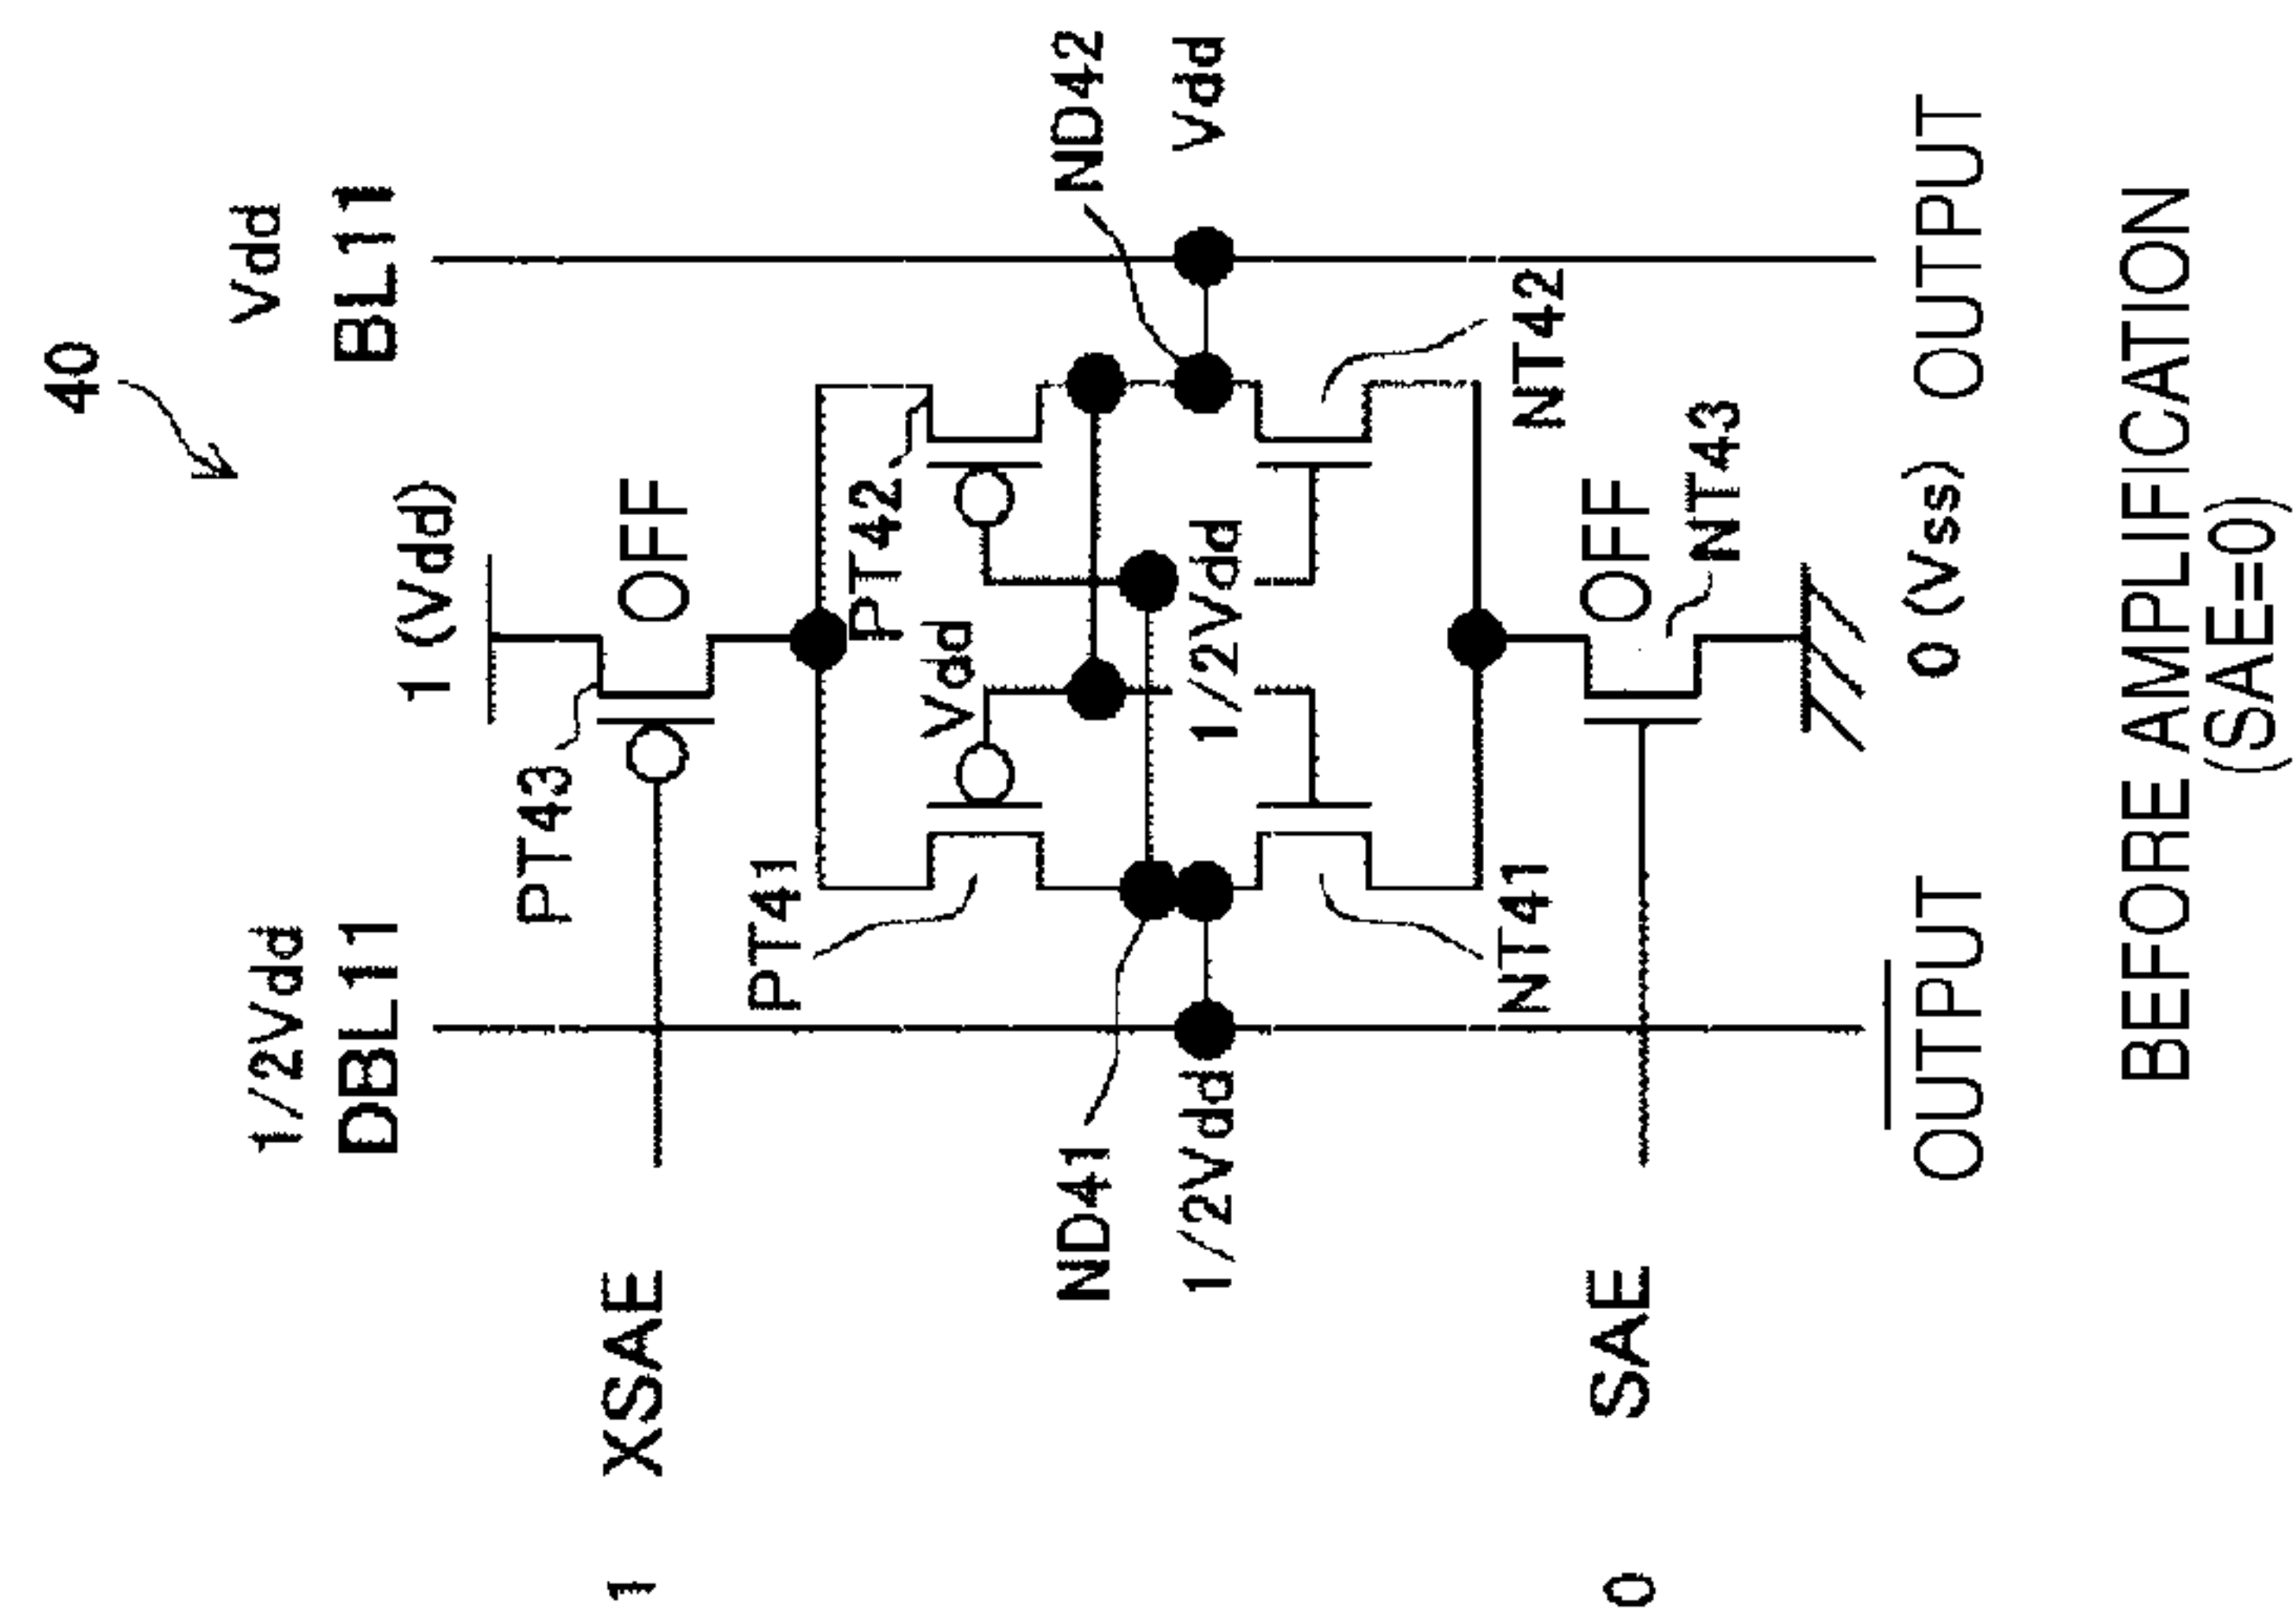 40
1/2Vdd
Vdd
DBL11
BL11
1 (Vdd)
PT43
OFF
1 XSAE
PT41
PT42
Vdd
ND41
ND42
1/2Vdd
1/2Vdd
Vdd
NT41
NT42
OFF
0 SAE
NT43
0 (Vss)
OUTPUT
OUTPUT
BEFORE AMPLIFICATION
(SAE=0)